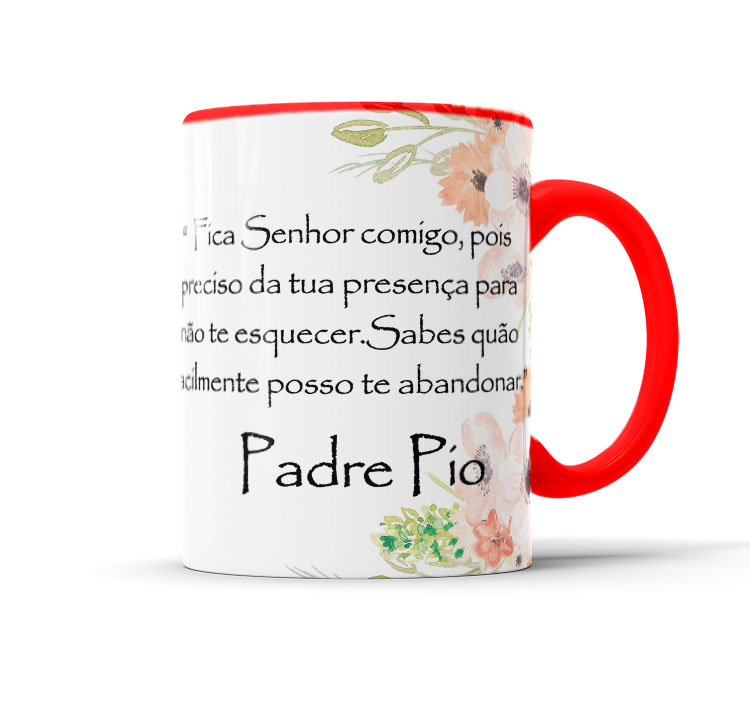 “ Fica Senhor comigo, pois
preciso da tua presença para
não te esquecer.Sabes quão
acilmente posso te abandonar.”
Padre Pio